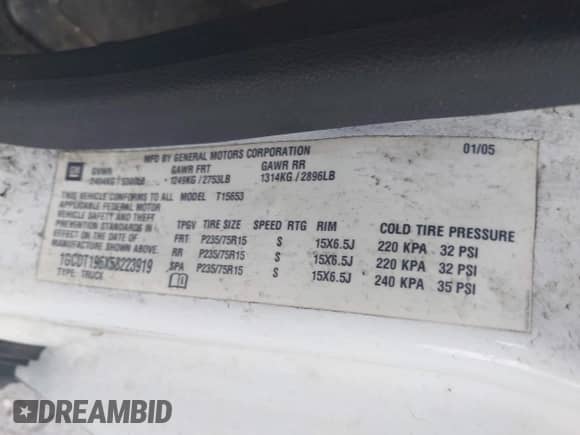 MFD BY GENERAL MOTORS CORPORATION 01/05
GM GVWR GAWR FRT GAWR RR
1249KG / 2753LB 1314KG / 2896LB
THIS VEHICLE CONFORMS TO ALL MODEL T15653
APPLICABLE FEDERAL MOTOR
VEHICLE SAFETY AND THEFT
PREVENTION STANDARDS IN
EFFECT ON THE DATE OF
MANUFACTURE SHOWN ABOVE.
TYPE: TRUCK
TPGV TIRE SIZE SPEED RTG RIM COLD TIRE PRESSURE
FRT P235/75R15 S 15X6.5J 220 KPA 32 PSI
RR P235/75R15 S 15X6.5J 220 KPA 32 PSI
SPA P235/75R15 S 15X6.5J 240 KPA 35 PSI
DREAMBID